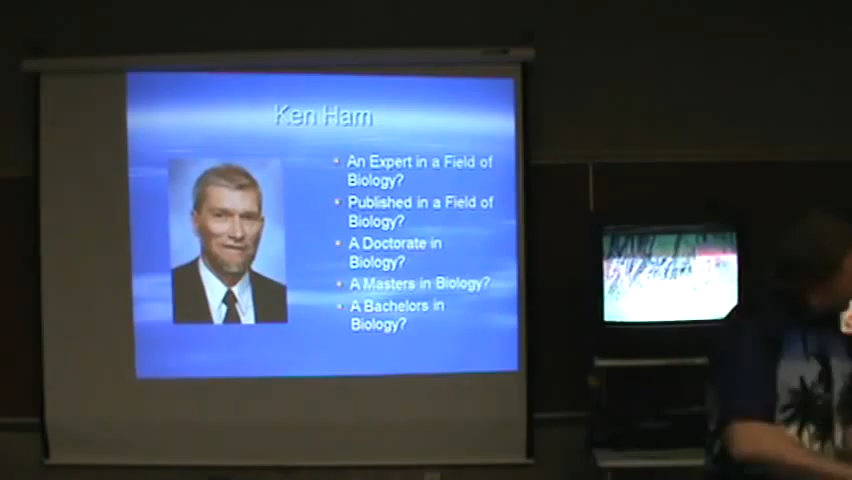 Ken Ham
An Expert in a Field of
Biology?
Published in a Field of
Biology?
A Doctorate in
Biology?
A Masters in Biology?
A Bachelors in
Biology?